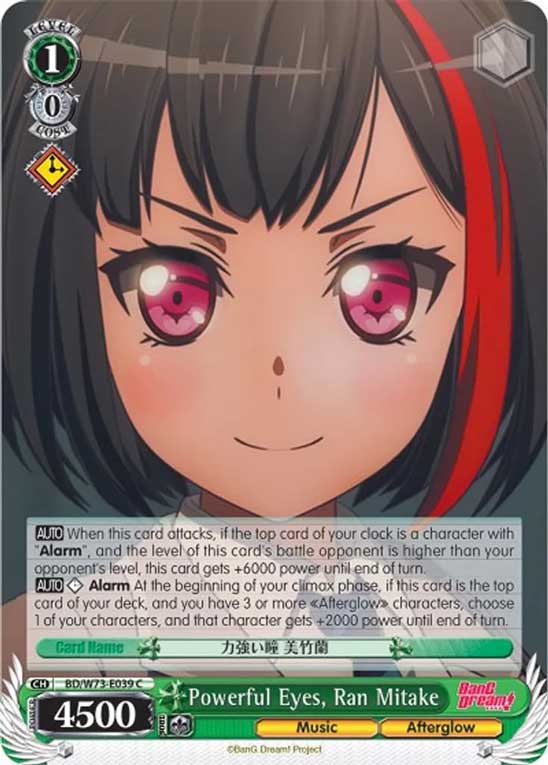 LEVEL
1
0
COST
AUTO When this card attacks, if the top card of your clock is a character with
"Alarm", and the level of this card's battle opponent is higher than your
opponent's level, this card gets +6000 power until end of turn.
AUTO Alarm At the beginning of your climax phase, if this card is the top
card of your deck, and you have 3 or more ≪Afterglow≫ characters, choose
1 of your characters, and that character gets +2000 power until end of turn.
Card Name 力強い瞳 美竹蘭
CH BD/W73-E039 C Powerful Eyes, Ran Mitake BanG Dream!
POWER 4500 SOUL Music Afterglow
©BanG Dream! Project